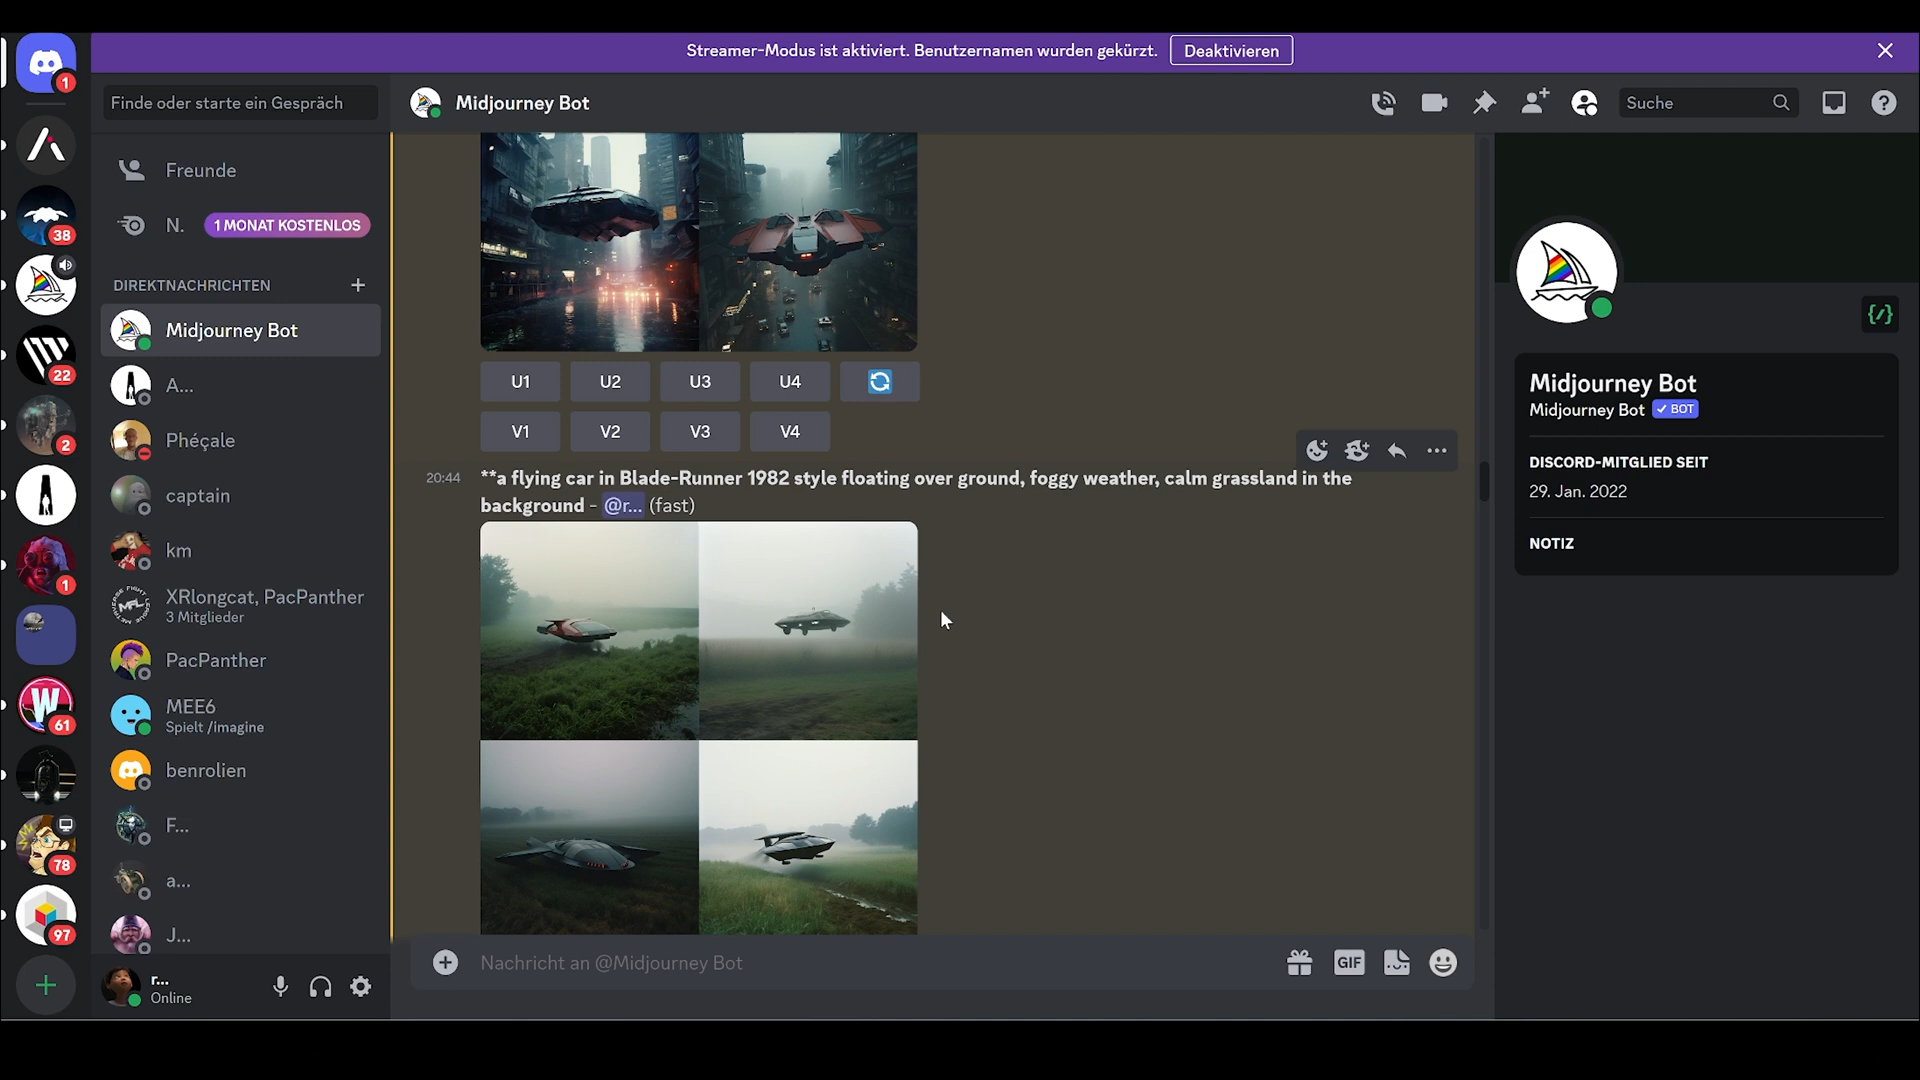 Streamer-Modus ist aktiviert. Benutzernamen wurden gekürzt. Deaktivieren
1
Finde oder starte ein Gespräch
Midjourney Bot
Suche
Freunde
N. 1 MONAT KOSTENLOS
38
DIREKTNACHRICHTEN
Midjourney Bot
22
A...
2
Phéçale
captain
km
1
XRlongcat, PacPanther
3 Mitglieder
PacPanther
W
61
MEE6
Spielt /imagine
benrolien
F...
78
a...
97
J...
r...
Online
U1 U2 U3 U4
V1 V2 V3 V4
20:44 **a flying car in Blade-Runner 1982 style floating over ground, foggy weather, calm grassland in the
background - @r... (fast)
Nachricht an @Midjourney Bot
GIF
Midjourney Bot
Midjourney Bot BOT
DISCORD-MITGLIED SEIT
29. Jan. 2022
NOTIZ